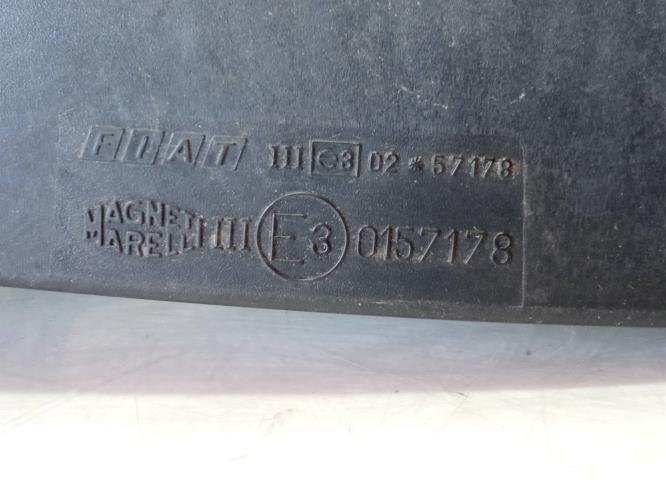 FIAT III e3 02*57178
MAGNETI MARELLI III E3 0157178